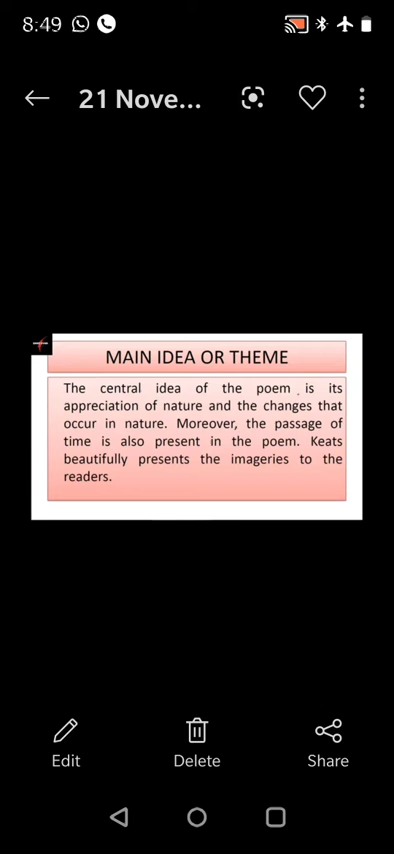 8:49
21 Nove...
MAIN IDEA OR THEME
The central idea of the poem is its
appreciation of nature and the changes that
occur in nature. Moreover, the passage of
time is also present in the poem. Keats
beautifully presents the imageries to the
readers.
Edit Delete Share